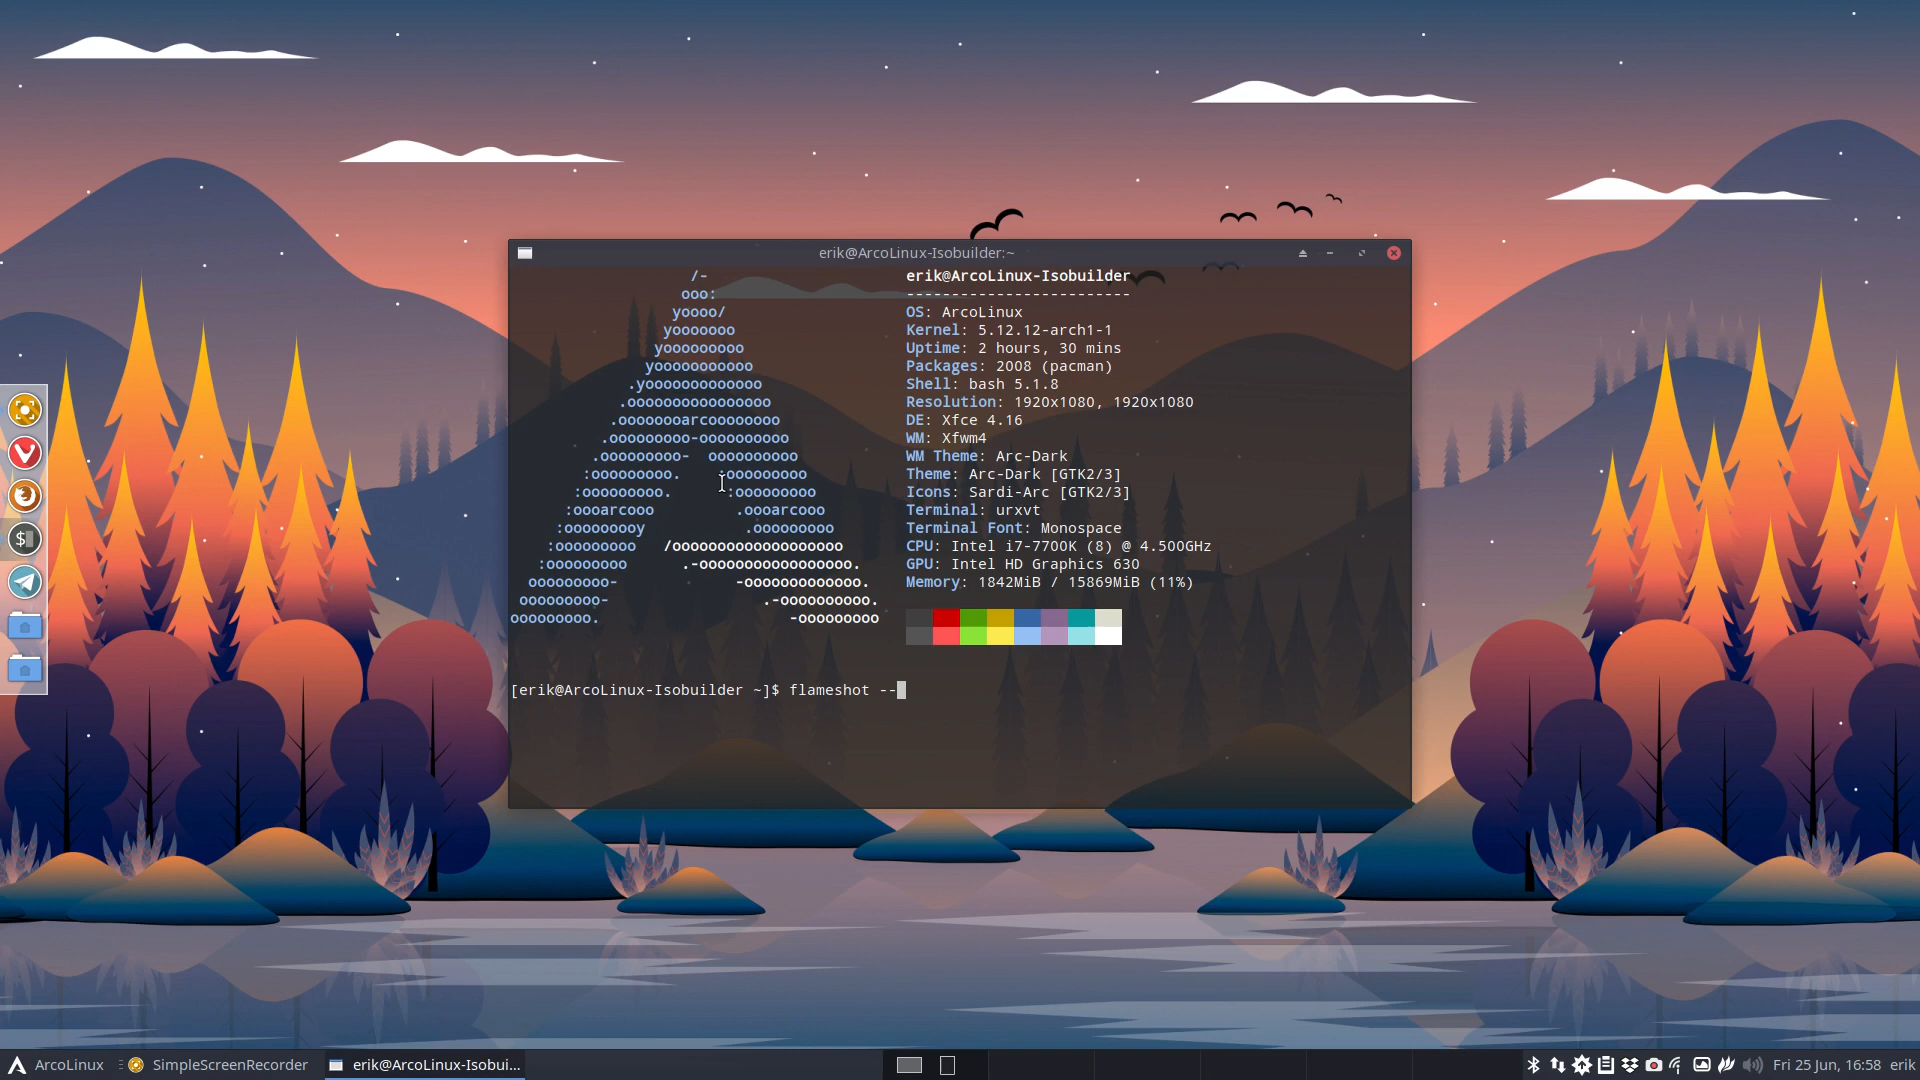 erik@ArcoLinux-Isobuilder:~
/-
ooo:
yoooo/
yooooooo
yooooooooo
yooooooooooo
.yooooooooooooo
.oooooooooooooooo
.oooooooarcoooooooo
.ooooooooo-oooooooooo
.ooooooooo-  oooooooooo
:ooooooooo.     :ooooooooo
:ooooooooo.      :ooooooooo
:oooarcooo         .oooarcooo
:ooooooooy           .ooooooooo
:ooooooooo   /ooooooooooooooooooo
:ooooooooo      .-ooooooooooooooooo.
ooooooooo-             -ooooooooooooo.
ooooooooo-                 .-oooooooooo.
ooooooooo.                     -ooooooooo
erik@ArcoLinux-Isobuilder
-------------------------
OS: ArcoLinux
Kernel: 5.12.12-arch1-1
Uptime: 2 hours, 30 mins
Packages: 2008 (pacman)
Shell: bash 5.1.8
Resolution: 1920x1080, 1920x1080
DE: Xfce 4.16
WM: Xfwm4
WM Theme: Arc-Dark
Theme: Arc-Dark [GTK2/3]
Icons: Sardi-Arc [GTK2/3]
Terminal: urxvt
Terminal Font: Monospace
CPU: Intel i7-7700K (8) @ 4.500GHz
GPU: Intel HD Graphics 630
Memory: 1842MiB / 15869MiB (11%)
[erik@ArcoLinux-Isobuilder ~]$ flameshot --
ArcoLinux
SimpleScreenRecorder
erik@ArcoLinux-Isobui...
Fri 25 Jun, 16:58
erik